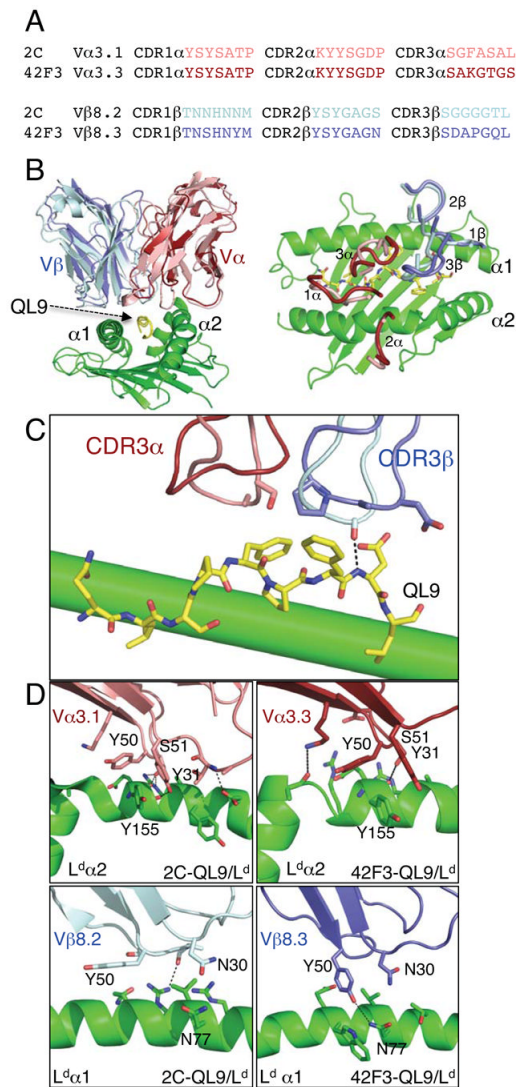 A
2C Vα3.1 CDR1αYSYSATP CDR2αKYYSGDP CDR3αSGFASAL
42F3 Vα3.3 CDR1αYSYSATP CDR2αKYYSGDP CDR3αSAKGTGS
2C Vβ8.2 CDR1βTNNHNNM CDR2βYSYGAGS CDR3βSGGGGTL
42F3 Vβ8.3 CDR1βTNSHNYM CDR2βYSYGAGN CDR3βSDAPGQL
B
Vβ Vα
QL9
α1 α2
2β
3α 1β
3β α1
1α
α2
2α
C
CDR3α CDR3β
QL9
D
Vα3.1
Y50 S51
Y31
Y155
Lᵈα2 2C-QL9/Lᵈ
Vα3.3
Y50 S51
Y31
Y155
Lᵈα2 42F3-QL9/Lᵈ
Vβ8.2
Y50 N30
N77
Lᵈα1 2C-QL9/Lᵈ
Vβ8.3
Y50 N30
N77
Lᵈ α1 42F3-QL9/Lᵈ